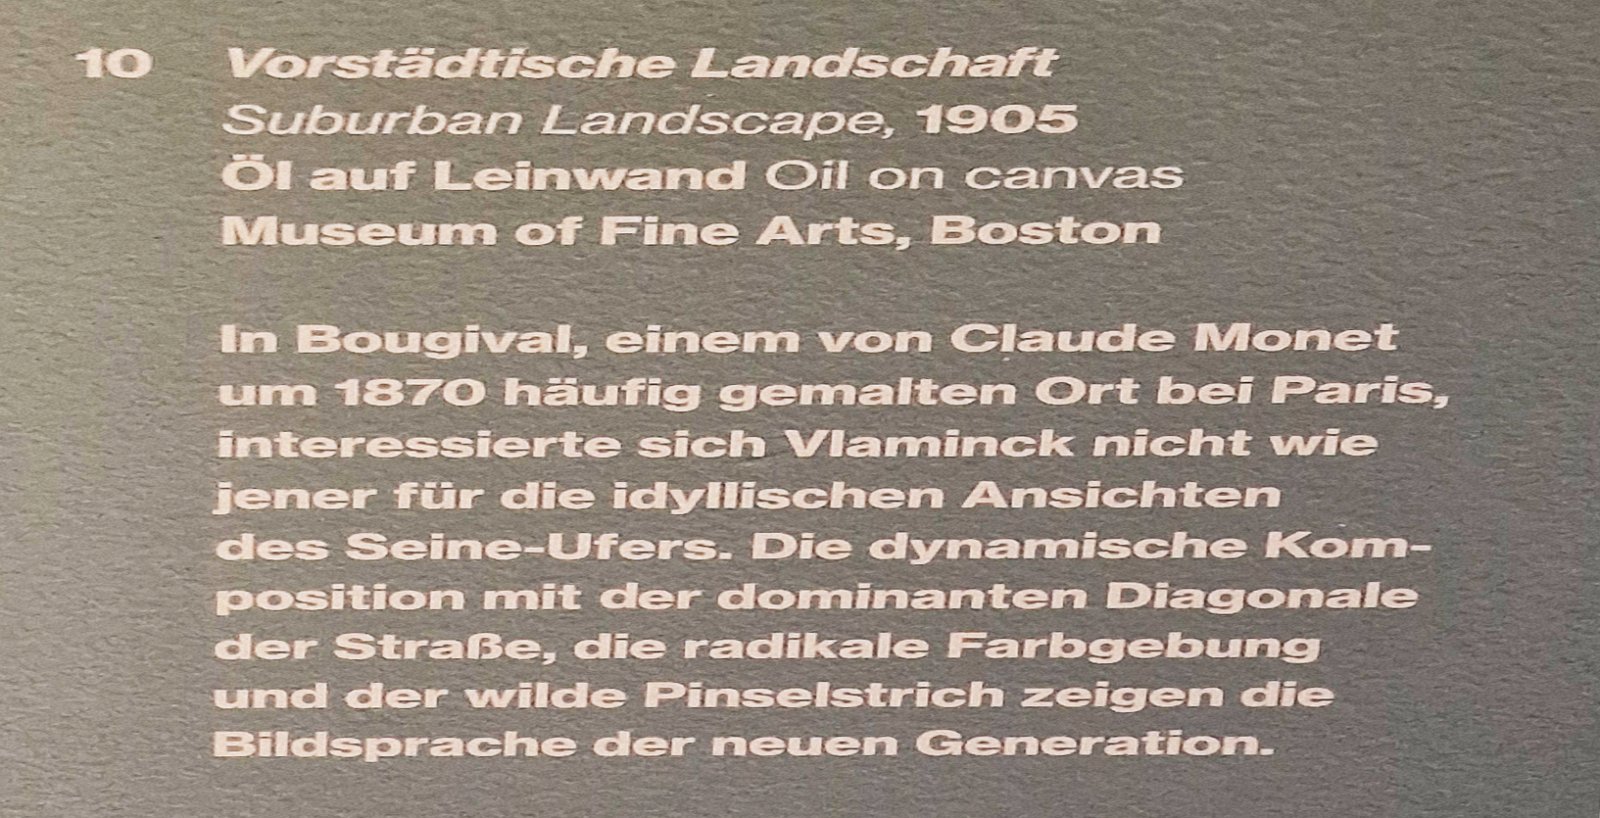 10 Vorstädtische Landschaft
Suburban Landscape, 1905
Öl auf Leinwand Oil on canvas
Museum of Fine Arts, Boston
In Bougival, einem von Claude Monet
um 1870 häufig gemalten Ort bei Paris,
interessierte sich Vlaminck nicht wie
jener für die idyllischen Ansichten
des Seine-Ufers. Die dynamische Kom-
position mit der dominanten Diagonale
der Straße, die radikale Farbgebung
und der wilde Pinselstrich zeigen die
Bildsprache der neuen Generation.